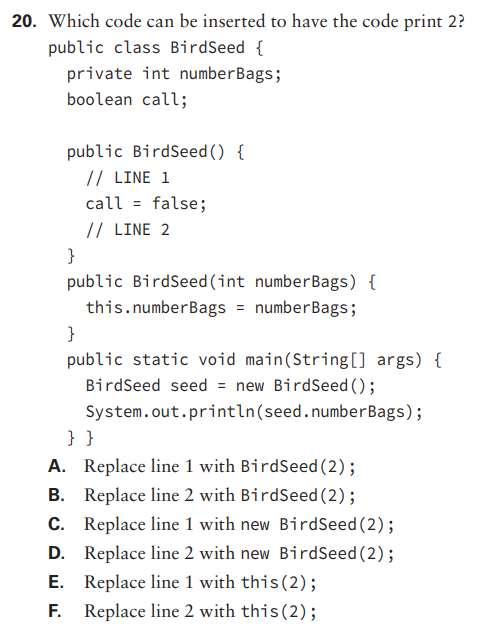 20. Which code can be inserted to have the code print 2?
public class BirdSeed {
private int numberBags;
boolean call;
public BirdSeed() {
// LINE 1
call = false;
// LINE 2
}
public BirdSeed(int numberBags) {
this.numberBags = numberBags;
}
public static void main(String[] args) {
BirdSeed seed = new BirdSeed();
System.out.println(seed.numberBags);
} }
A. Replace line 1 with BirdSeed(2);
B. Replace line 2 with BirdSeed(2);
C. Replace line 1 with new BirdSeed(2);
D. Replace line 2 with new BirdSeed(2);
E. Replace line 1 with this(2);
F. Replace line 2 with this(2);